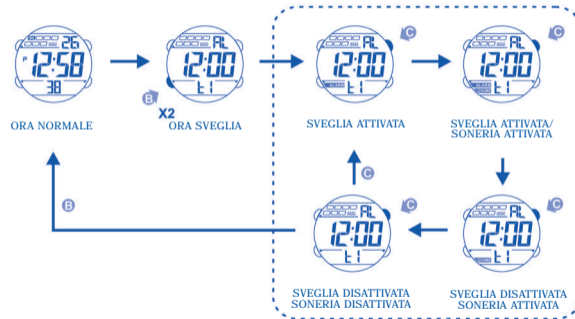 26
P 12:58
38
ORA NORMALE
B
X2
AL
12:00
t1
ORA SVEGLIA
C
AL
12:00
ALARM
t1
SVEGLIA ATTIVATA
C
AL
12:00
ALARM
t1
SVEGLIA ATTIVATA/
SONERIA ATTIVATA
C
AL
12:00
t1
SVEGLIA DISATTIVATA
SONERIA ATTIVATA
C
AL
12:00
t1
SVEGLIA DISATTIVATA
SONERIA DISATTIVATA
C
B